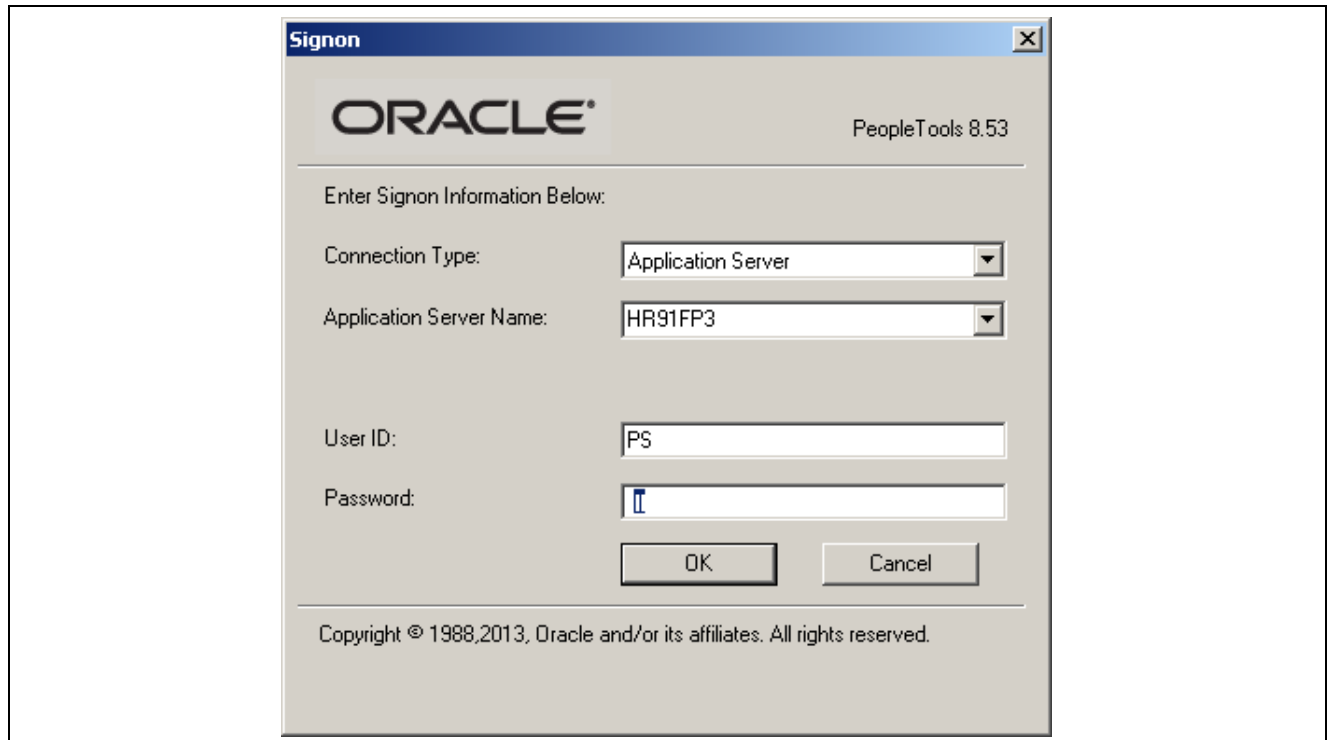 Signon
ORACLE®
PeopleTools 8.53
Enter Signon Information Below:
Connection Type:
Application Server
Application Server Name:
HR91FP3
User ID:
PS
Password:
OK
Cancel
Copyright © 1988,2013, Oracle and/or its affiliates. All rights reserved.